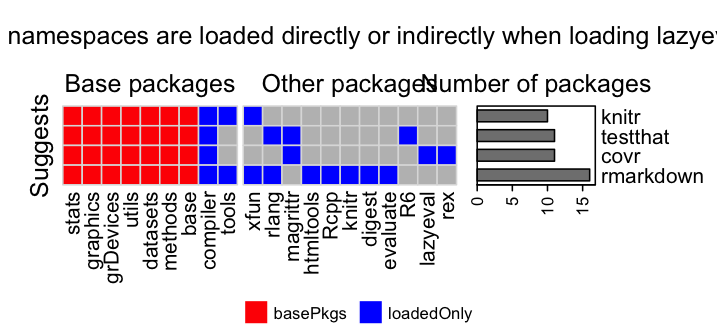 namespaces are loaded directly or indirectly when loading lazyev
Base packages
Other packages
Number of packages
Suggests
knitr
testthat
covr
rmarkdown
0 5 10 15
stats
graphics
grDevices
utils
datasets
methods
base
compiler
tools
xfun
rlang
magrittr
htmltools
Rcpp
knitr
digest
evaluate
R6
lazyeval
rex
basePkgs loadedOnly